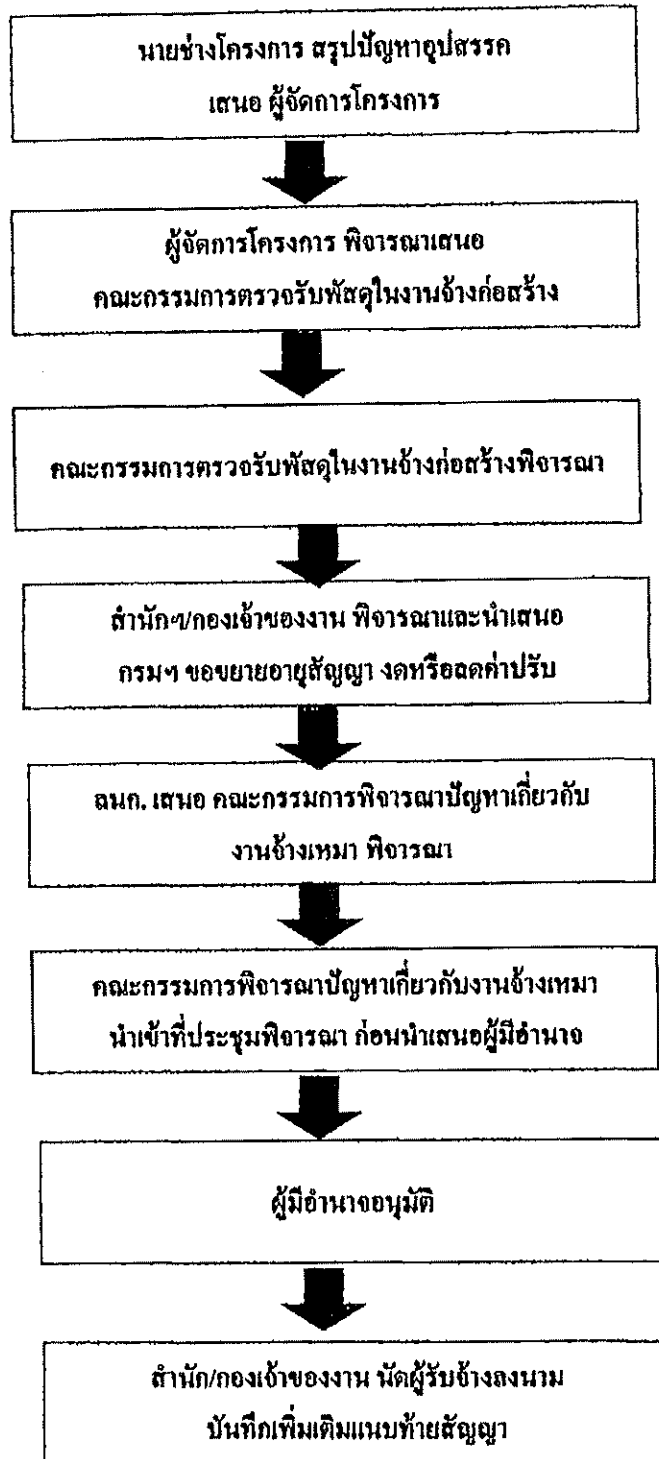 นายช่างโครงการ สรุปปัญหาอุปสรรค
เสนอ ผู้จัดการโครงการ
ผู้จัดการโครงการ พิจารณาเสนอ
คณะกรรมการตรวจรับพัสดุในงานจ้างก่อสร้าง
คณะกรรมการตรวจรับพัสดุในงานจ้างก่อสร้างพิจารณา
สำนักฯ/กองเจ้าของงาน พิจารณาและนำเสนอ
กรมฯ ขอขยายอายุสัญญา งดหรือลดค่าปรับ
ลนก. เสนอ คณะกรรมการพิจารณาปัญหาเกี่ยวกับ
งานจ้างเหมา พิจารณา
คณะกรรมการพิจารณาปัญหาเกี่ยวกับงานจ้างเหมา
นำเข้าที่ประชุมพิจารณา ก่อนนำเสนอผู้มีอำนาจ
ผู้มีอำนาจอนุมัติ
สำนัก/กองเจ้าของงาน นัดผู้รับจ้างลงนาม
บันทึกเพิ่มเติมแนบท้ายสัญญา